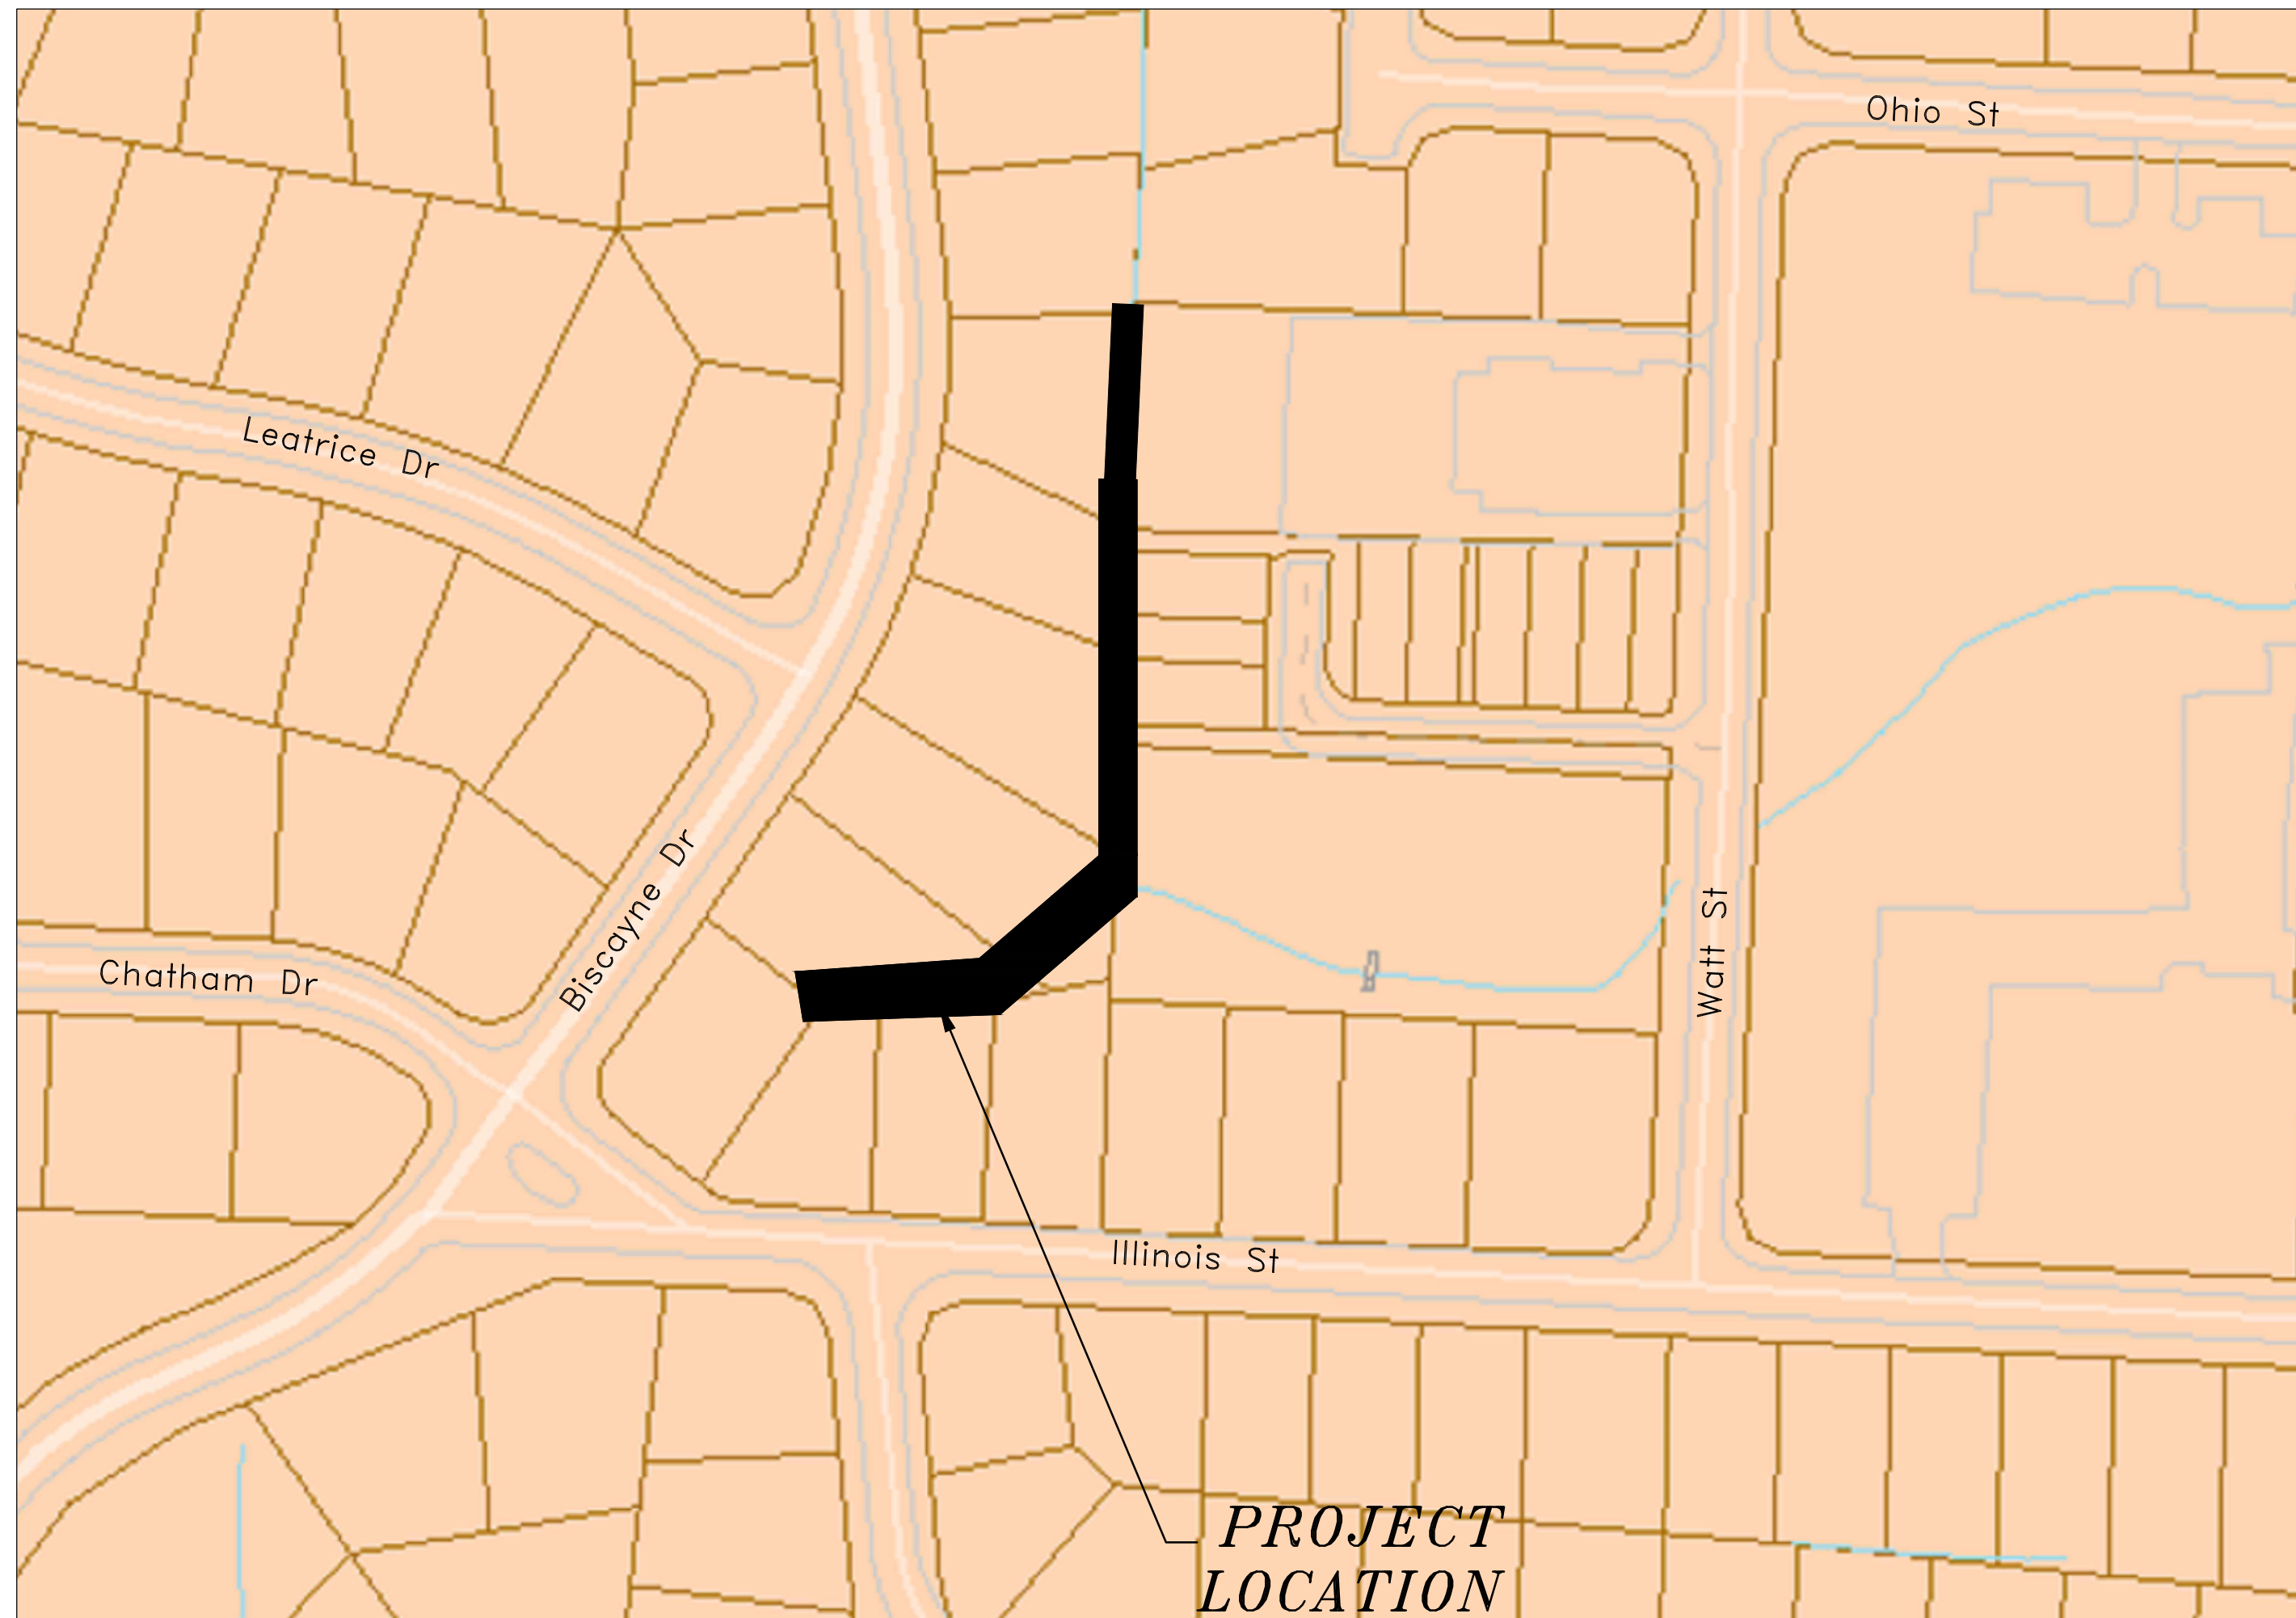 Ohio St
Leatrice Dr
Biscayne Dr
Chatham Dr
Watt St
Illinois St
PROJECT
LOCATION